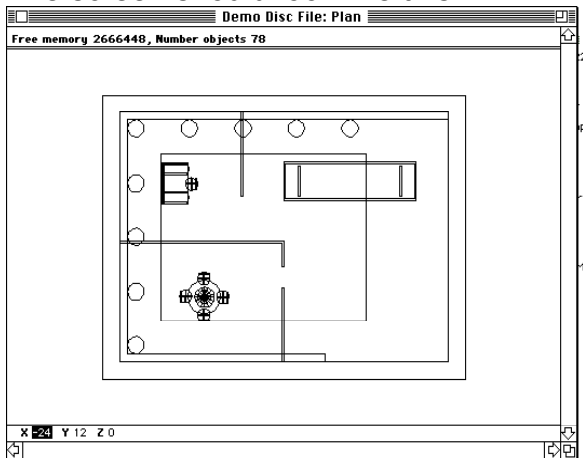 Demo Disc File: Plan
Free memory 2666448, Number objects 78
X -24 Y 12 Z 0